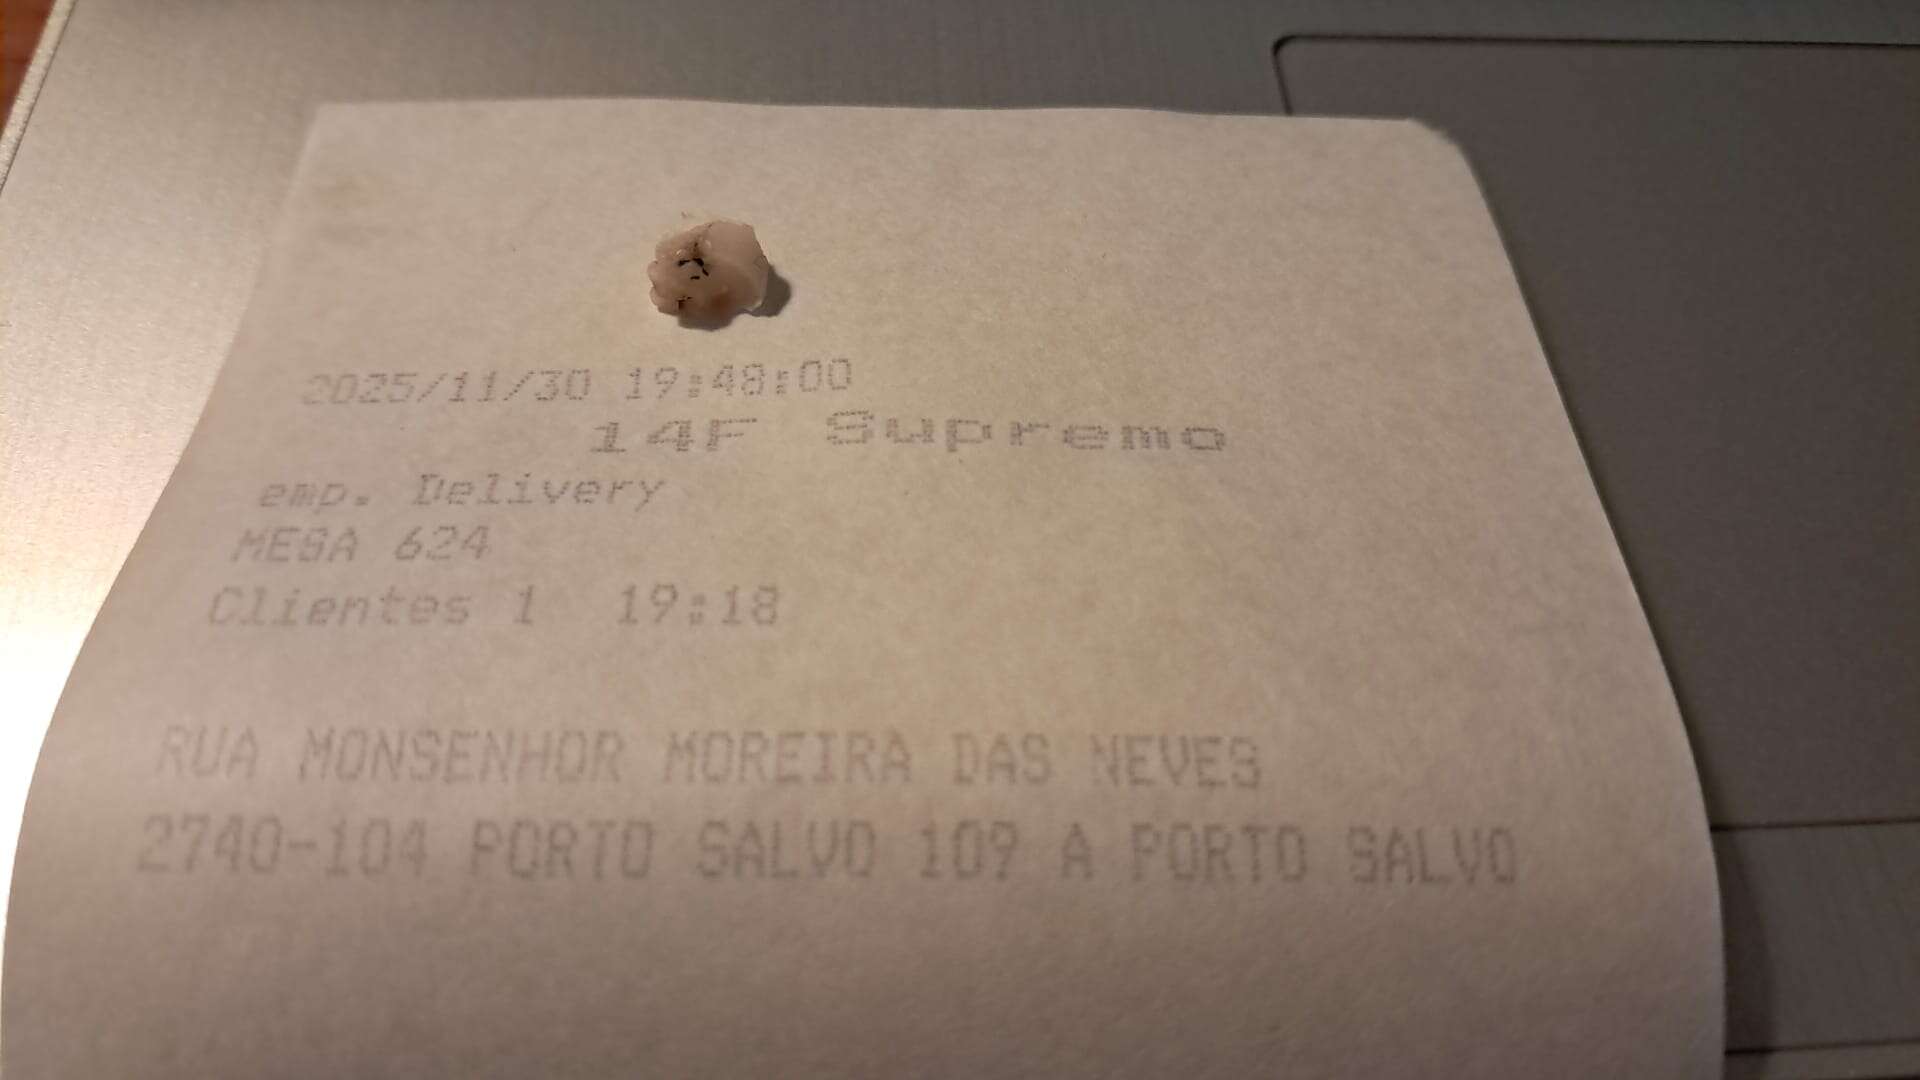 2025/11/30 19:48:00
14F Supremo
emp. Delivery
MESA 624
Clientes 1 19:18
RUA MONSENHOR MOREIRA DAS NEVES
2740-104 PORTO SALVO 109 A PORTO SALVO